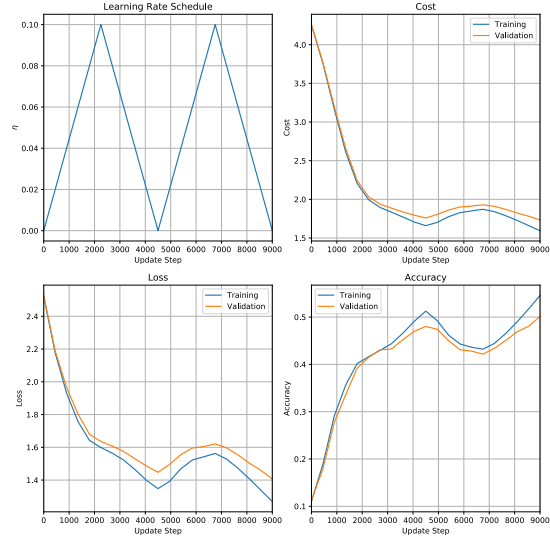 Learning Rate Schedule
0.10
0.08
0.06
0.04
0.02
0.00
η
0 1000 2000 3000 4000 5000 6000 7000 8000 9000
Update Step
Cost
Training
Validation
4.0
3.5
3.0
2.5
2.0
1.5
Cost
0 1000 2000 3000 4000 5000 6000 7000 8000 9000
Update Step
Loss
Training
Validation
2.4
2.2
2.0
1.8
1.6
1.4
Loss
0 1000 2000 3000 4000 5000 6000 7000 8000 9000
Update Step
Accuracy
Training
Validation
0.5
0.4
0.3
0.2
0.1
Accuracy
0 1000 2000 3000 4000 5000 6000 7000 8000 9000
Update Step